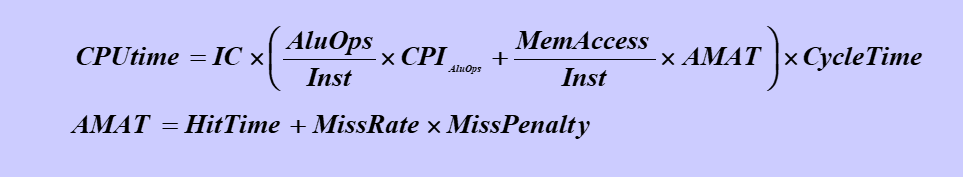 CPUtime = IC × ( AluOps / Inst × CPI AluOps + MemAccess / Inst × AMAT ) × CycleTime
AMAT = HitTime + MissRate × MissPenalty